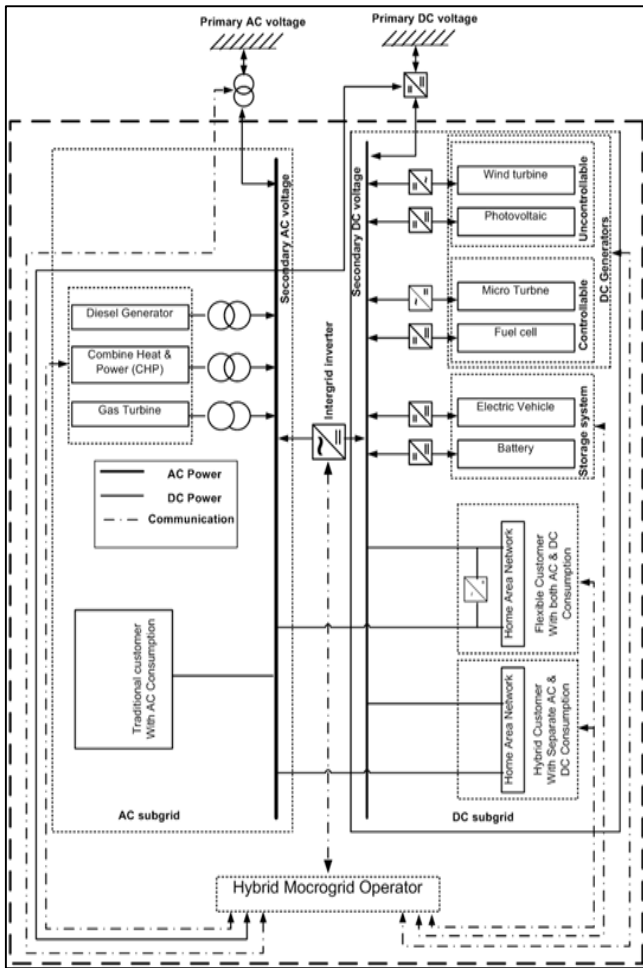 Primary AC voltage
Primary DC voltage
Secondary AC voltage
Secondary DC voltage
Wind turbine
Photovoltaic
Uncontrollable
Micro Turbne
Fuel cell
Controllable
DC Generators
Diesel Generator
Combine Heat &
Power (CHP)
Gas Turbine
Intergrid inverter
Electric Vehicle
Battery
Storage system
AC Power
DC Power
Communication
Home Area Network
Flexible Customer
With both AC & DC
Consumption
Traditional customer
With AC Consumption
Home Area Network
Hybrid Customer
With Separate AC &
DC Consumption
AC subgrid
DC subgrid
Hybrid Mocrogrid Operator